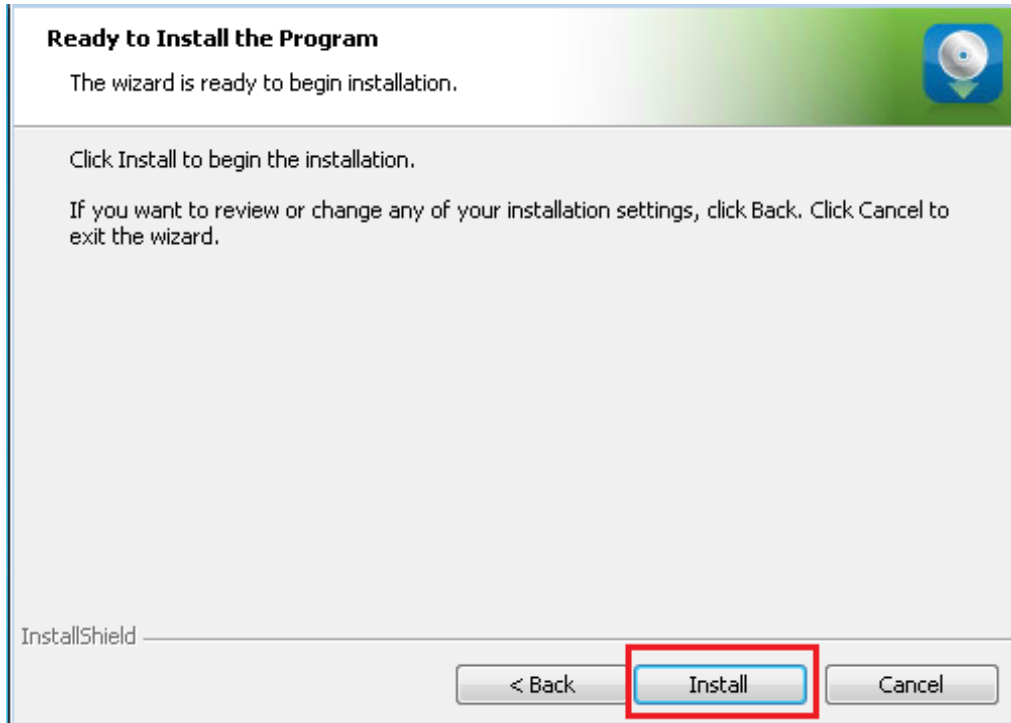 Ready to Install the Program
The wizard is ready to begin installation.
Click Install to begin the installation.
If you want to review or change any of your installation settings, click Back. Click Cancel to
exit the wizard.
InstallShield
< Back
Install
Cancel